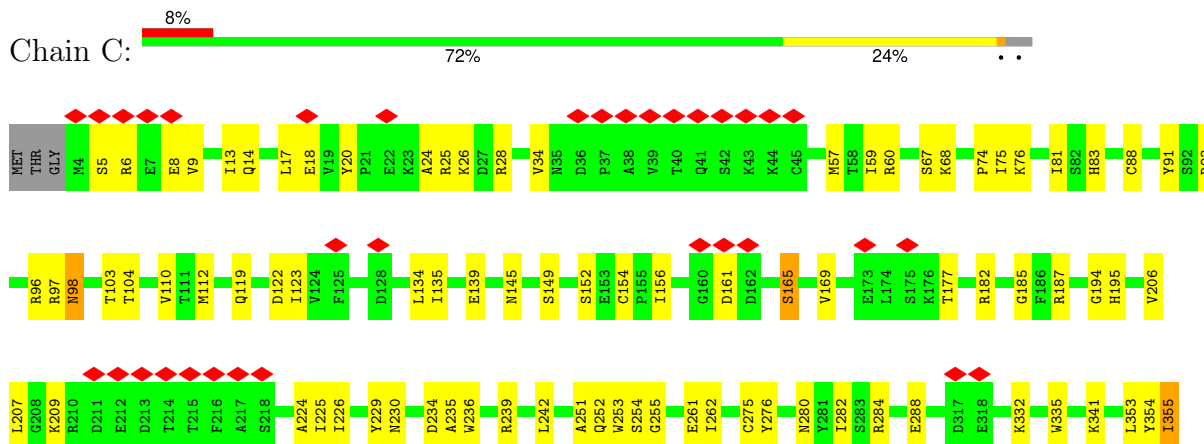 8%
Chain C:
72% 24% • •
MET THR GLY M4 S5 R6 E7 E8 V9 I13 Q14 L17 E18 V19 Y20 P21 E22 K23 A24 R25 K26 D27 R28 V34 N35 D36 P37 A38 V39 T40 Q41 S42 K43 K44 C45 M57 T58 I59 R60 S67 K68 P74 I75 K76 I81 S82 H83 C88 Y91 S92
R96 R97 N98 T103 T104 V110 T111 M112 Q119 D122 I123 V124 F125 D128 L134 I135 E139 N145 S149 S152 E153 C154 P155 I156 G160 D161 D162 S165 V169 E173 L174 S175 K176 T177 R182 G185 F186 R187 G194 H195 V206
L207 G208 K209 R210 D211 E212 D213 T214 T215 F216 A217 S218 A224 I225 I226 Y229 N230 D234 A235 W236 R239 L242 A251 Q252 W253 S254 G255 E261 I262 C275 Y276 N280 Y281 I282 S283 R284 E288 D317 E318 K332 W335 K341 L353 Y354 I355